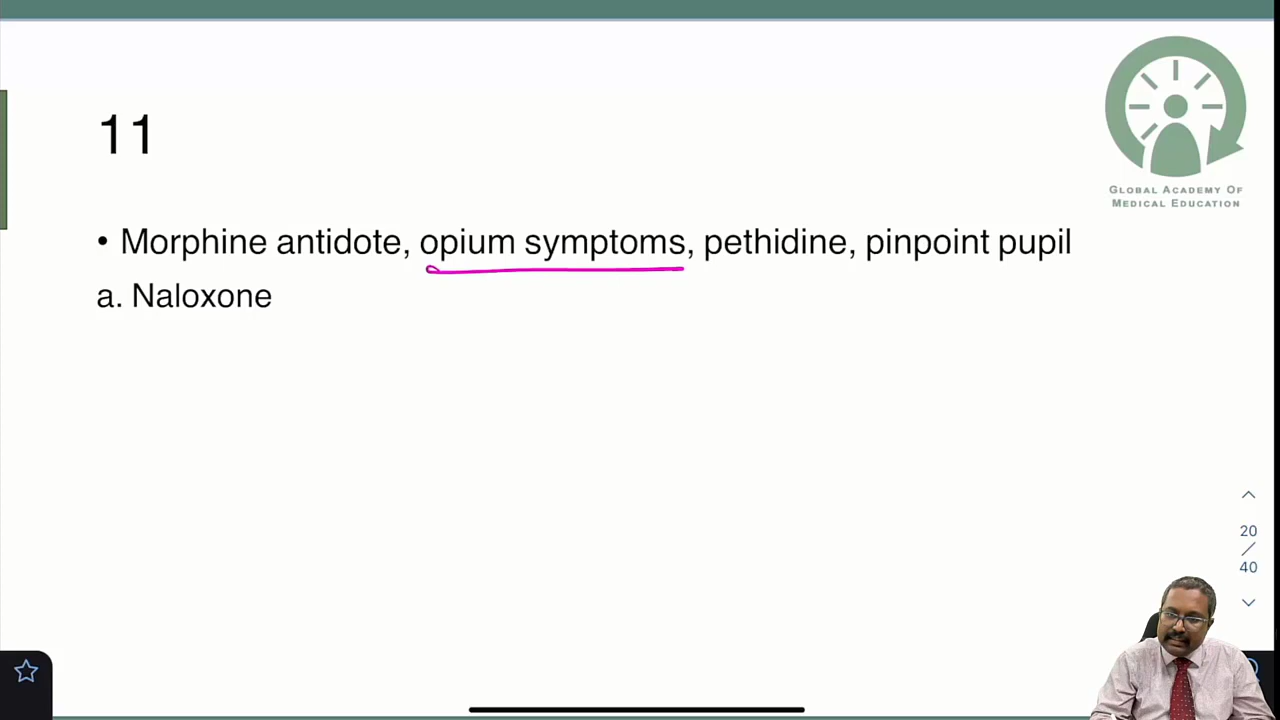 GLOBAL ACADEMY OF
MEDICAL EDUCATION
11
• Morphine antidote, opium symptoms, pethidine, pinpoint pupil
a. Naloxone
20
/
40